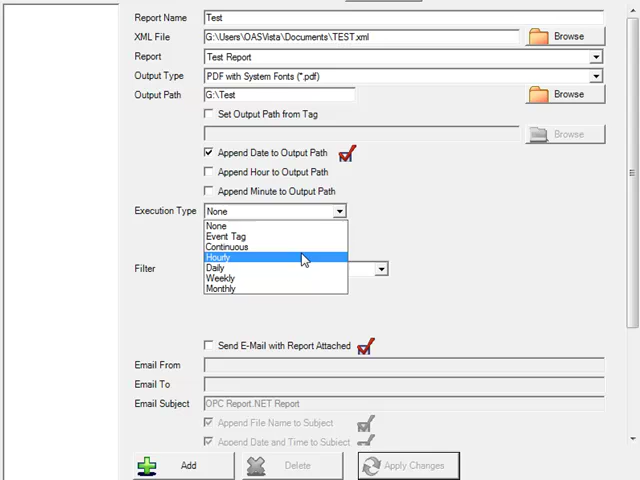 Report Name Test
XML File G:\Users\OASVista\Documents\TEST.xml Browse
Report Test Report
Output Type PDF with System Fonts (*.pdf)
Output Path G:\Test Browse
Set Output Path from Tag
Browse
Append Date to Output Path
Append Hour to Output Path
Append Minute to Output Path
Execution Type None
None
Event Tag
Continuous
Hourly
Daily
Filter
Weekly
Monthly
Send E-Mail with Report Attached
Email From
Email To
Email Subject OPC Report.NET Report
Append File Name to Subject
Append Date and Time to Subject
Add Delete Apply Changes